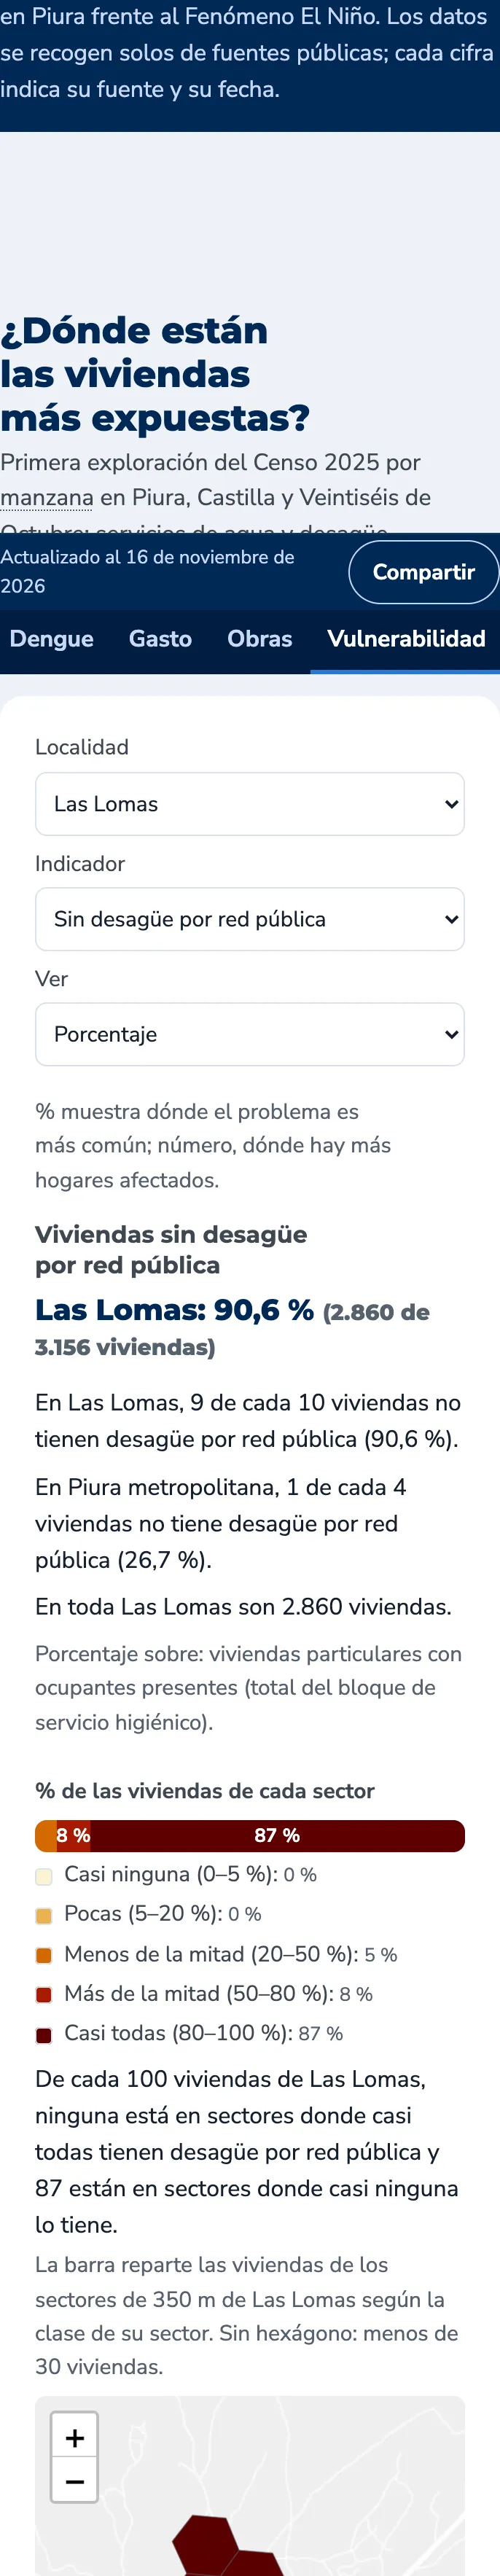 en Piura frente al Fenómeno El Niño. Los datos
se recogen solos de fuentes públicas; cada cifra
indica su fuente y su fecha.
¿Dónde están
las viviendas
más expuestas?
Primera exploración del Censo 2025 por
manzana en Piura, Castilla y Veintiséis de
Octubre: servicios de agua y desagüe
Actualizado al 16 de noviembre de
2026
Compartir
Dengue Gasto Obras Vulnerabilidad
Localidad
Las Lomas
Indicador
Sin desagüe por red pública
Ver
Porcentaje
% muestra dónde el problema es
más común; número, dónde hay más
hogares afectados.
Viviendas sin desagüe
por red pública
Las Lomas: 90,6 % (2.860 de
3.156 viviendas)
En Las Lomas, 9 de cada 10 viviendas no
tienen desagüe por red pública (90,6 %).
En Piura metropolitana, 1 de cada 4
viviendas no tiene desagüe por red
pública (26,7 %).
En toda Las Lomas son 2.860 viviendas.
Porcentaje sobre: viviendas particulares con
ocupantes presentes (total del bloque de
servicio higiénico).
% de las viviendas de cada sector
8 % 87 %
Casi ninguna (0–5 %): 0 %
Pocas (5–20 %): 0 %
Menos de la mitad (20–50 %): 5 %
Más de la mitad (50–80 %): 8 %
Casi todas (80–100 %): 87 %
De cada 100 viviendas de Las Lomas,
ninguna está en sectores donde casi
todas tienen desagüe por red pública y
87 están en sectores donde casi ninguna
lo tiene.
La barra reparte las viviendas de los
sectores de 350 m de Las Lomas según la
clase de su sector. Sin hexágono: menos de
30 viviendas.
+
−